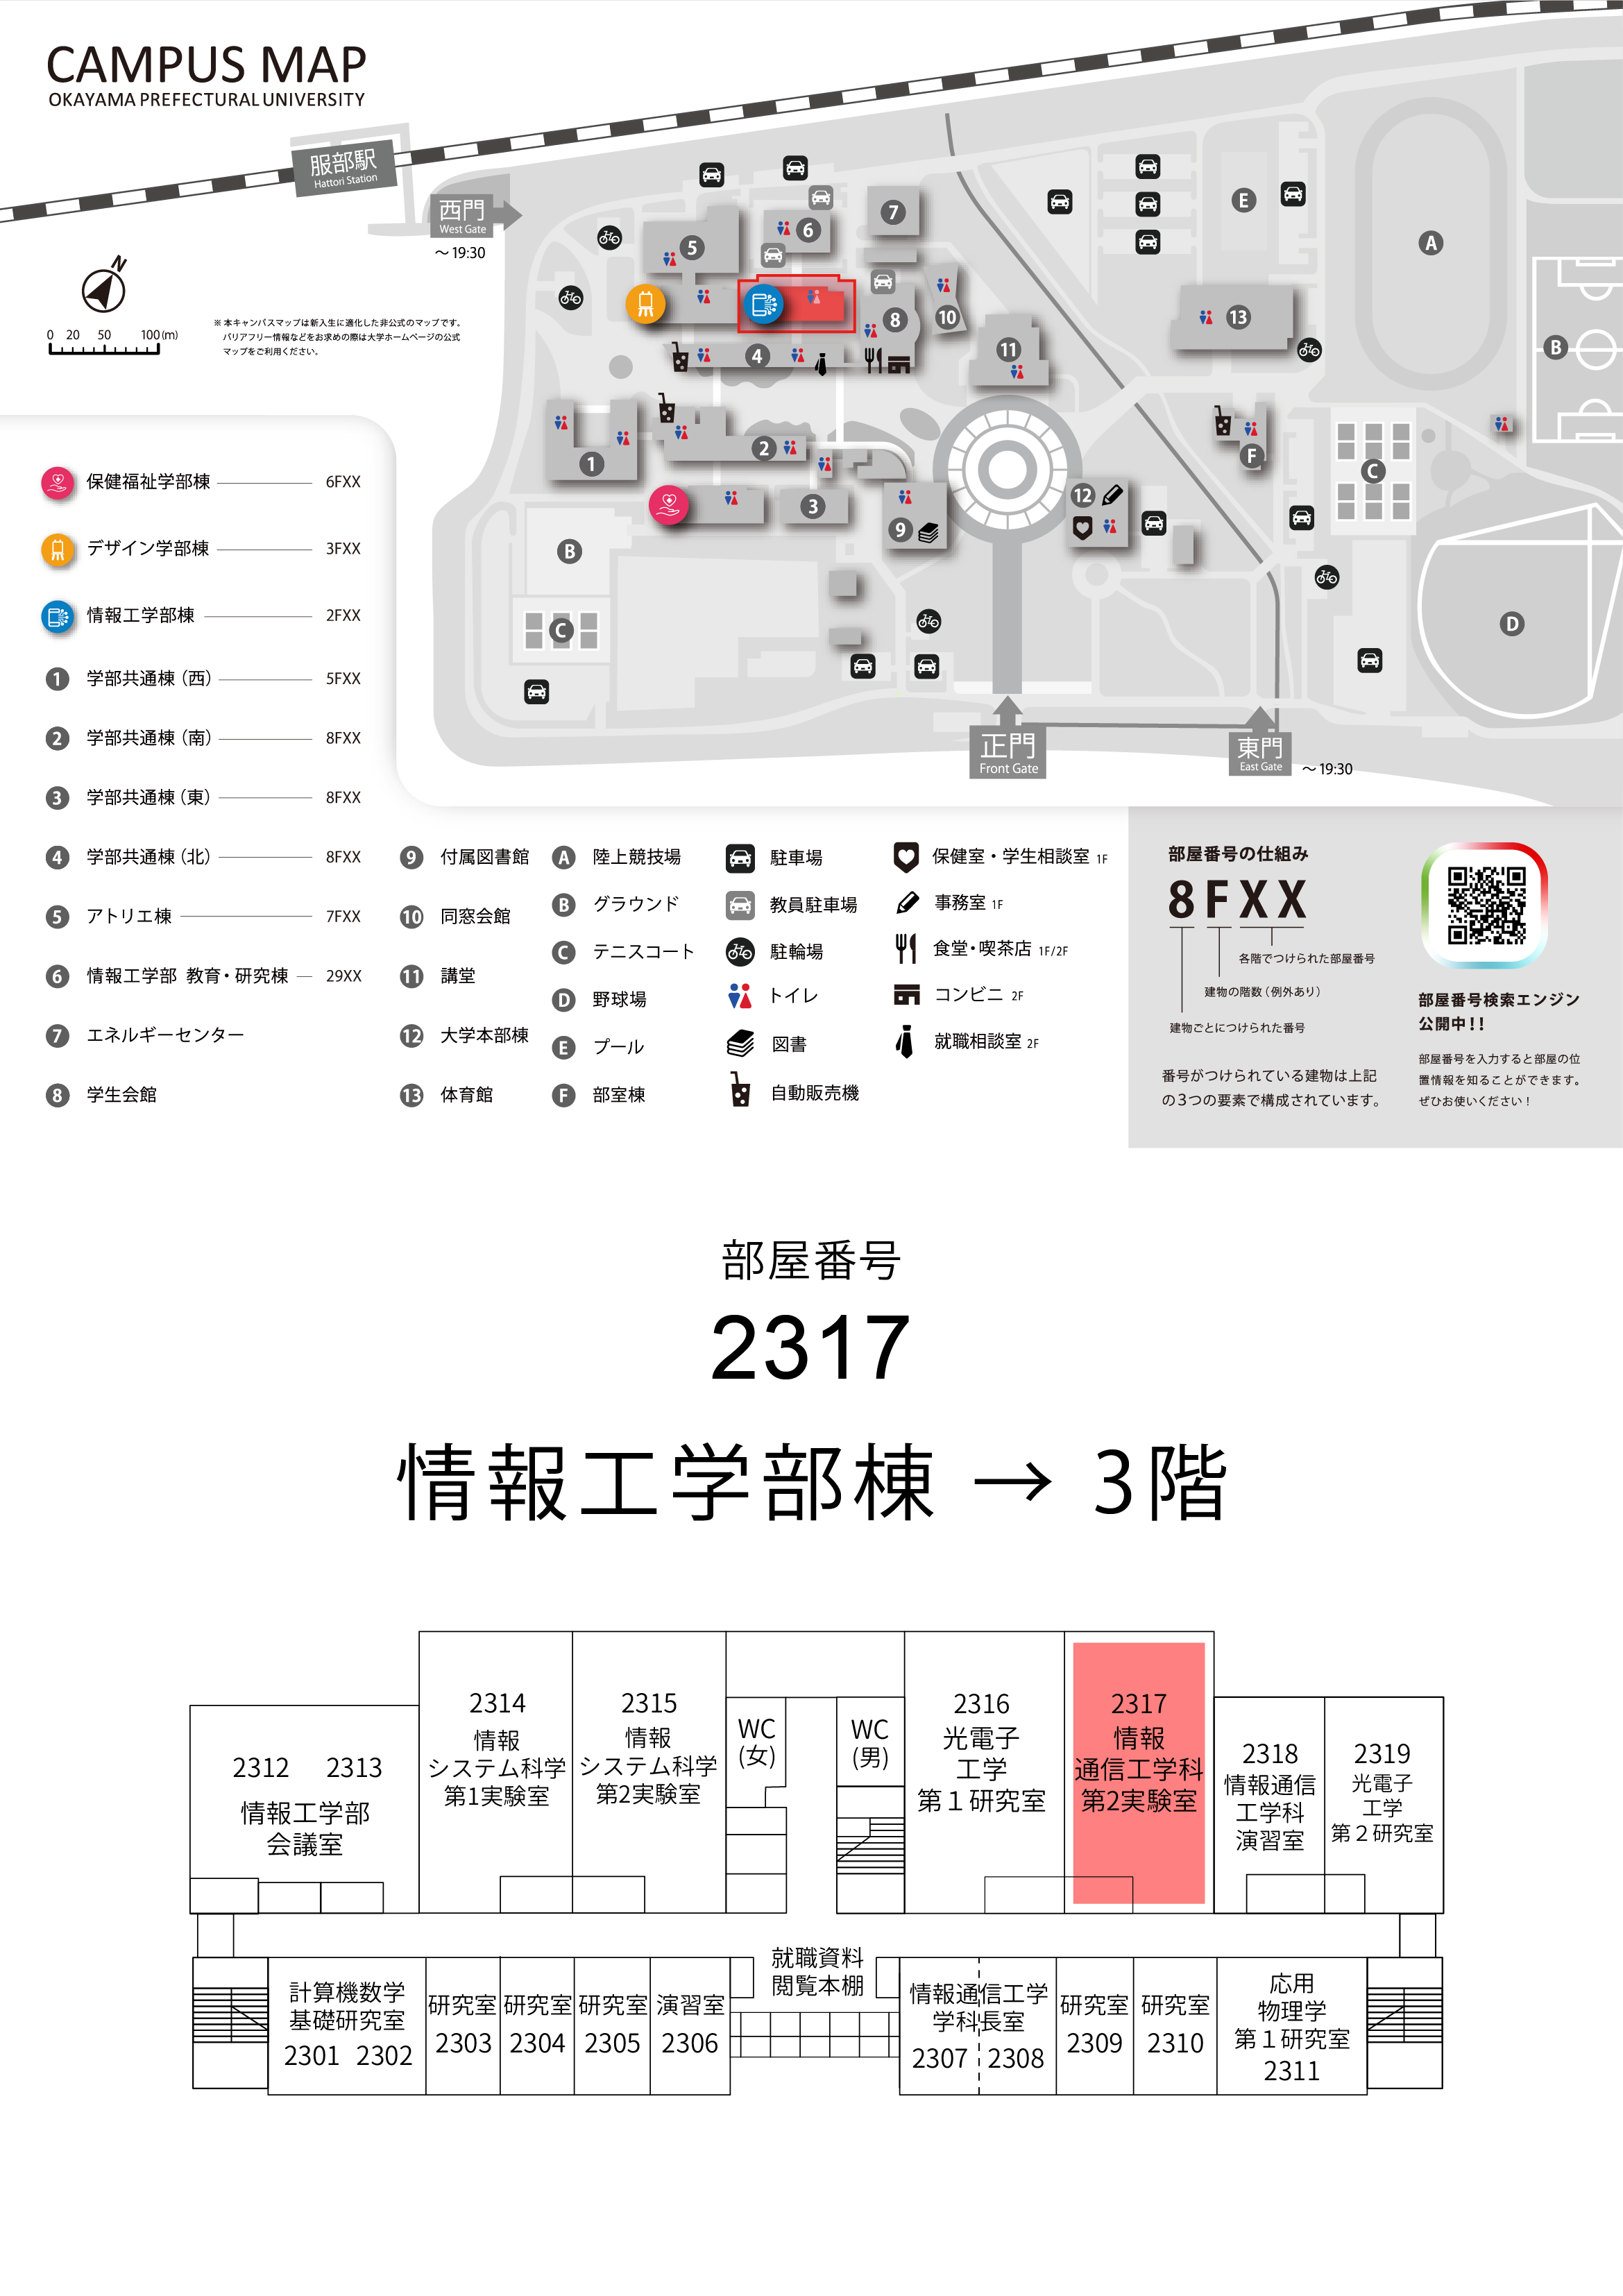 CAMPUS MAP
OKAYAMA PREFECTURAL UNIVERSITY
服部駅
Hattori Station
西門
West Gate
～19:30
N
0 20 50 100(m)
※ 本キャンパスマップは新入生に適化した非公式のマップです。
バリアフリー情報などをお求めの際は大学ホームページの公式
マップをご利用ください。
7
6
5
E
A
8
10
13
4
11
B
2
1
F
C
3
12
9
B
C
D
正門
Front Gate
東門
East Gate
～19:30
保健福祉学部棟 6FXX
デザイン学部棟 3FXX
情報工学部棟 2FXX
1 学部共通棟（西） 5FXX
2 学部共通棟（南） 8FXX
3 学部共通棟（東） 8FXX
4 学部共通棟（北） 8FXX
5 アトリエ棟 7FXX
6 情報工学部 教育・研究棟 29XX
7 エネルギーセンター
8 学生会館
9 付属図書館
10 同窓会館
11 講堂
12 大学本部棟
13 体育館
A 陸上競技場
B グラウンド
C テニスコート
D 野球場
E プール
F 部室棟
駐車場
教員駐車場
駐輪場
トイレ
図書
自動販売機
保健室・学生相談室 1F
事務室 1F
食堂・喫茶店 1F/2F
コンビニ 2F
就職相談室 2F
部屋番号の仕組み
8FXX
各階でつけられた部屋番号
建物の階数（例外あり）
建物ごとにつけられた番号
番号がつけられている建物は上記
の3つの要素で構成されています。
部屋番号検索エンジン
公開中！！
部屋番号を入力すると部屋の位
置情報を知ることができます。
ぜひお使いください！
部屋番号
2317
情報工学部棟 → 3階
2312 2313
情報工学部
会議室
2314
情報
システム科学
第1実験室
2315
情報
システム科学
第2実験室
WC
(女)
WC
(男)
2316
光電子
工学
第１研究室
2317
情報
通信工学科
第2実験室
2318
情報通信
工学科
演習室
2319
光電子
工学
第２研究室
計算機数学
基礎研究室
2301 2302
研究室
2303
研究室
2304
研究室
2305
演習室
2306
就職資料
閲覧本棚
情報通信工学
学科長室
2307 2308
研究室
2309
研究室
2310
応用
物理学
第１研究室
2311